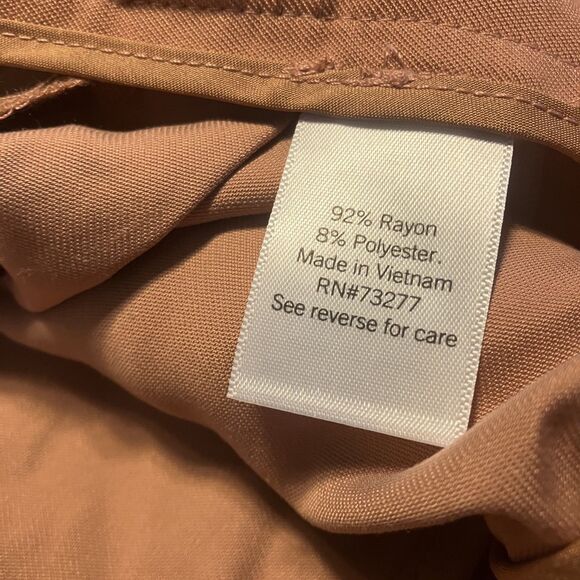 92% Rayon
8% Polyester.
Made in Vietnam
RN#73277
See reverse for care